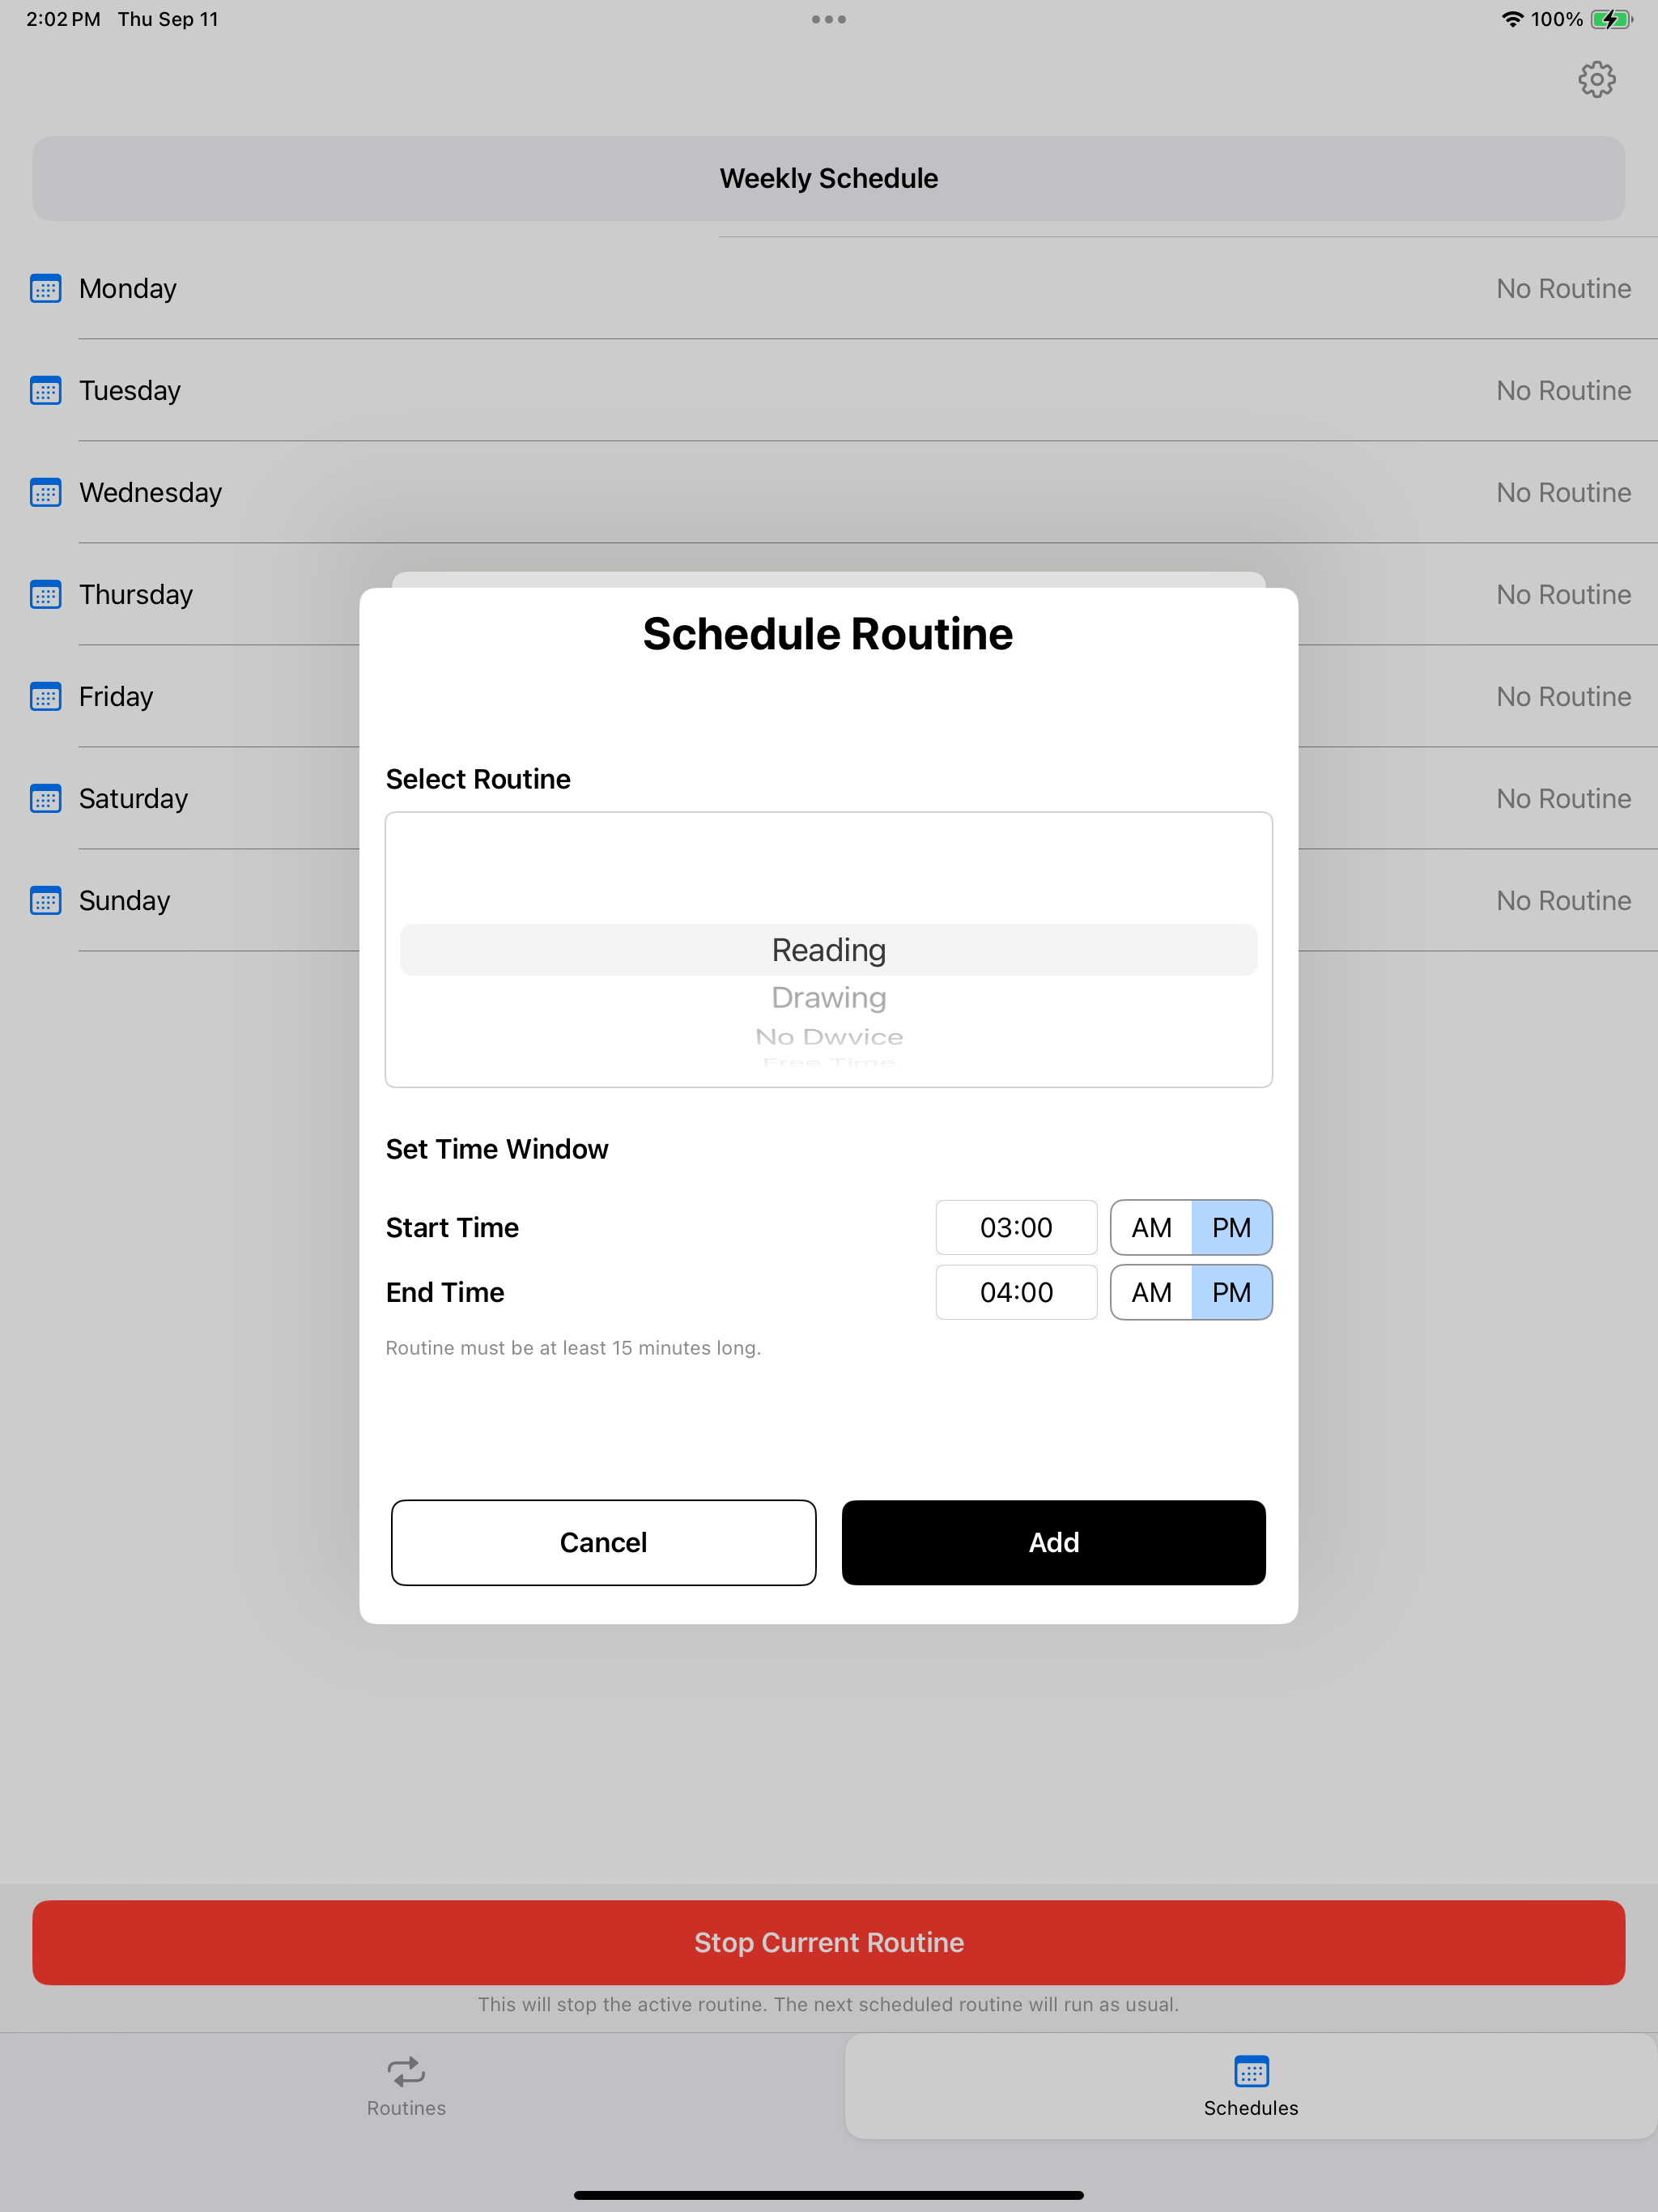 2:02 PM Thu Sep 11
100%
Weekly Schedule
Monday No Routine
Tuesday No Routine
Wednesday No Routine
Thursday No Routine
Friday No Routine
Saturday No Routine
Sunday No Routine
Schedule Routine
Select Routine
Reading
Drawing
No Dwvice
Free Time
Set Time Window
Start Time 03:00 AM PM
End Time 04:00 AM PM
Routine must be at least 15 minutes long.
Cancel Add
Stop Current Routine
This will stop the active routine. The next scheduled routine will run as usual.
Routines Schedules